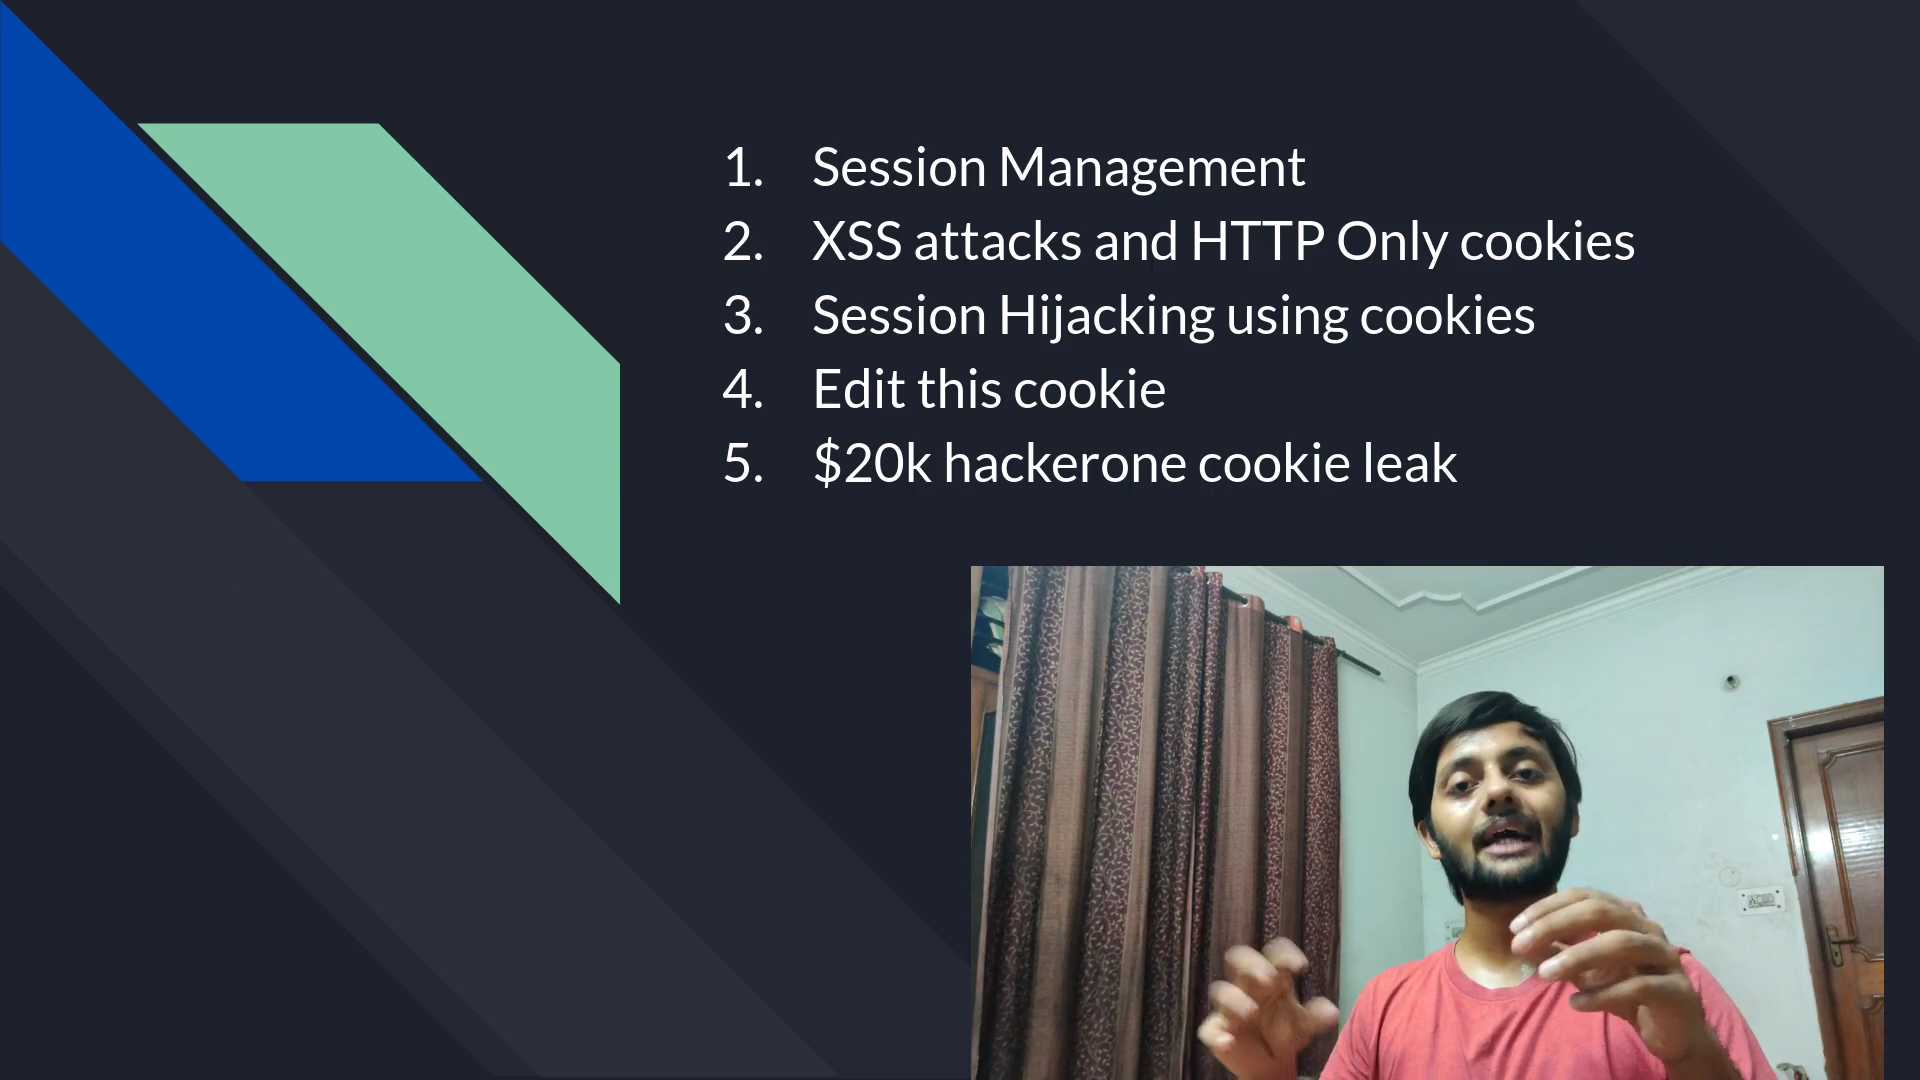 1. Session Management
2. XSS attacks and HTTP Only cookies
3. Session Hijacking using cookies
4. Edit this cookie
5. $20k hackerone cookie leak